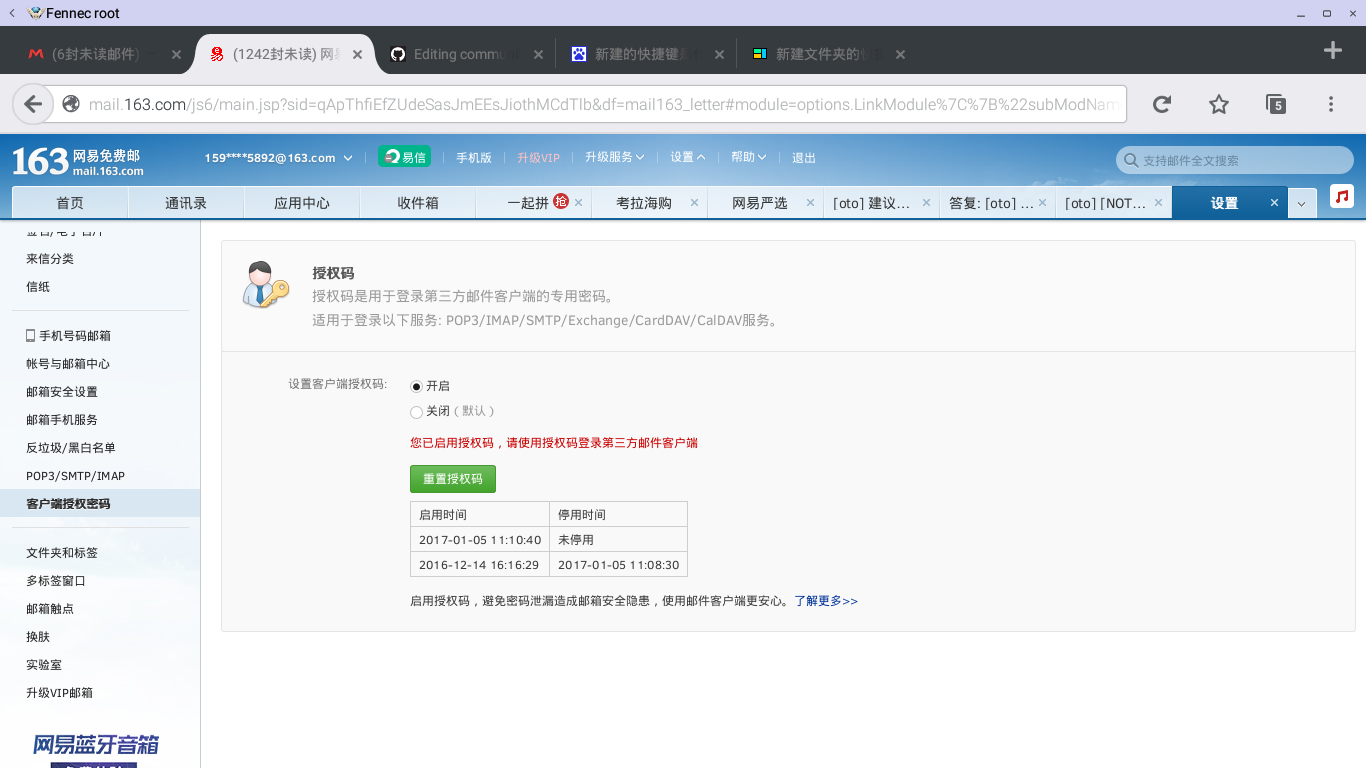 Fennec root
(6封未读邮件)
(1242封未读) 网易
Editing commun
新建的快捷键是
新建文件夹的快
mail.163.com/js6/main.jsp?sid=qApThfiEfZUdeSasJmEEsJiothMCdTlb&df=mail163_letter#module=options.LinkModule%7C%7B%22subModNam
5
163 网易免费邮
mail.163.com
159****5892@163.com
易信
手机版
升级VIP
升级服务
设置
帮助
退出
支持邮件全文搜索
首页
通讯录
应用中心
收件箱
一起拼 抢
考拉海购
网易严选
[oto] 建议...
答复: [oto] ...
[oto] [NOT...
设置
来信分类
信纸
手机号码邮箱
帐号与邮箱中心
邮箱安全设置
邮箱手机服务
反垃圾/黑白名单
POP3/SMTP/IMAP
客户端授权密码
文件夹和标签
多标签窗口
邮箱触点
换肤
实验室
升级VIP邮箱
网易蓝牙音箱
授权码
授权码是用于登录第三方邮件客户端的专用密码。
适用于登录以下服务: POP3/IMAP/SMTP/Exchange/CardDAV/CalDAV服务。
设置客户端授权码:
开启
关闭（默认）
您已启用授权码，请使用授权码登录第三方邮件客户端
重置授权码
启用时间 停用时间
2017-01-05 11:10:40 未停用
2016-12-14 16:16:29 2017-01-05 11:08:30
启用授权码，避免密码泄漏造成邮箱安全隐患，使用邮件客户端更安心。了解更多>>